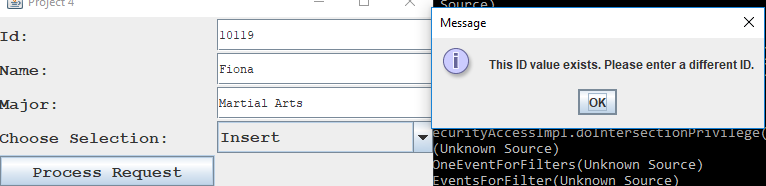 Project 4
Id:
10119
Name:
Fiona
Major:
Martial Arts
Choose Selection:
Insert
Process Request
Source)
Message
This ID value exists. Please enter a different ID.
OK
ecurityAccessImpl.doIntersectionPrivilege(
(Unknown Source)
OneEventForFilters(Unknown Source)
EventsForFilter(Unknown Source)